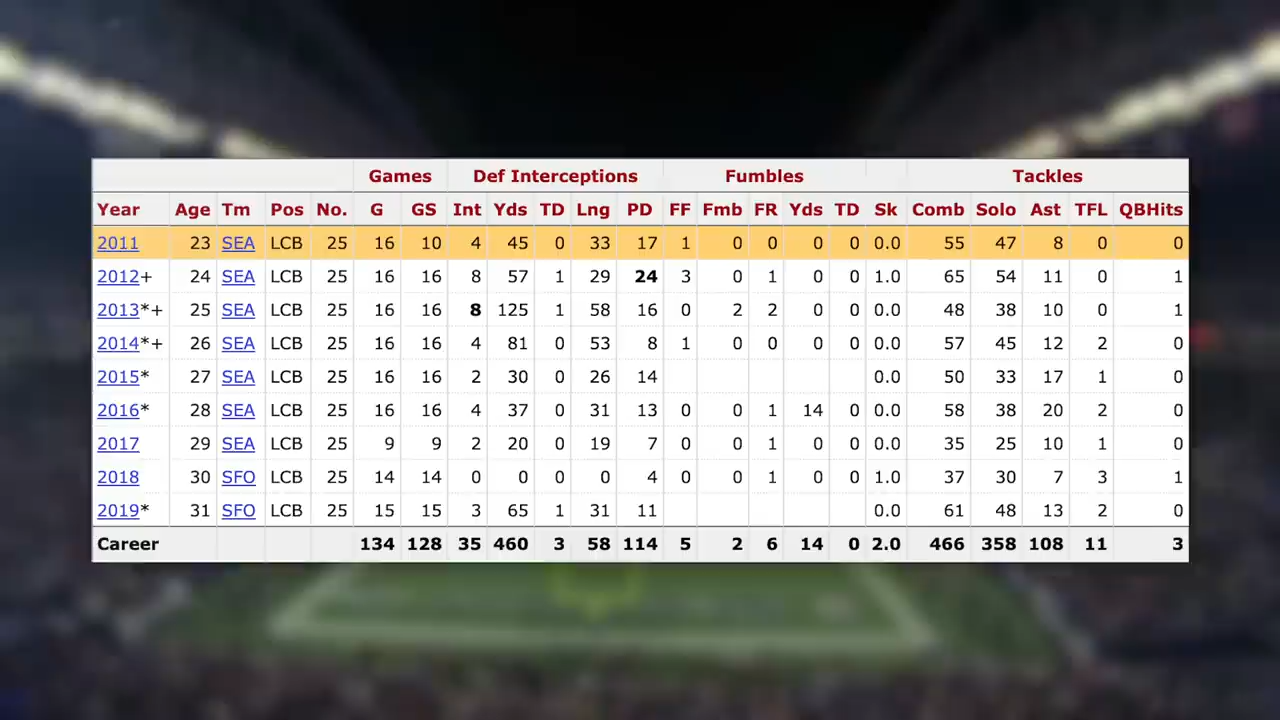 Games Def Interceptions Fumbles Tackles
Year Age Tm Pos No. G GS Int Yds TD Lng PD FF Fmb FR Yds TD Sk Comb Solo Ast TFL QBHits
2011 23 SEA LCB 25 16 10 4 45 0 33 17 1 0 0 0 0 0.0 55 47 8 0 0
2012+ 24 SEA LCB 25 16 16 8 57 1 29 24 3 0 1 0 0 1.0 65 54 11 0 1
2013*+ 25 SEA LCB 25 16 16 8 125 1 58 16 0 2 2 0 0 0.0 48 38 10 0 1
2014*+ 26 SEA LCB 25 16 16 4 81 0 53 8 1 0 0 0 0 0.0 57 45 12 2 0
2015* 27 SEA LCB 25 16 16 2 30 0 26 14 0.0 50 33 17 1 0
2016* 28 SEA LCB 25 16 16 4 37 0 31 13 0 0 1 14 0 0.0 58 38 20 2 0
2017 29 SEA LCB 25 9 9 2 20 0 19 7 0 0 1 0 0 0.0 35 25 10 1 0
2018 30 SFO LCB 25 14 14 0 0 0 0 4 0 0 1 0 0 1.0 37 30 7 3 1
2019* 31 SFO LCB 25 15 15 3 65 1 31 11 0.0 61 48 13 2 0
Career 134 128 35 460 3 58 114 5 2 6 14 0 2.0 466 358 108 11 3